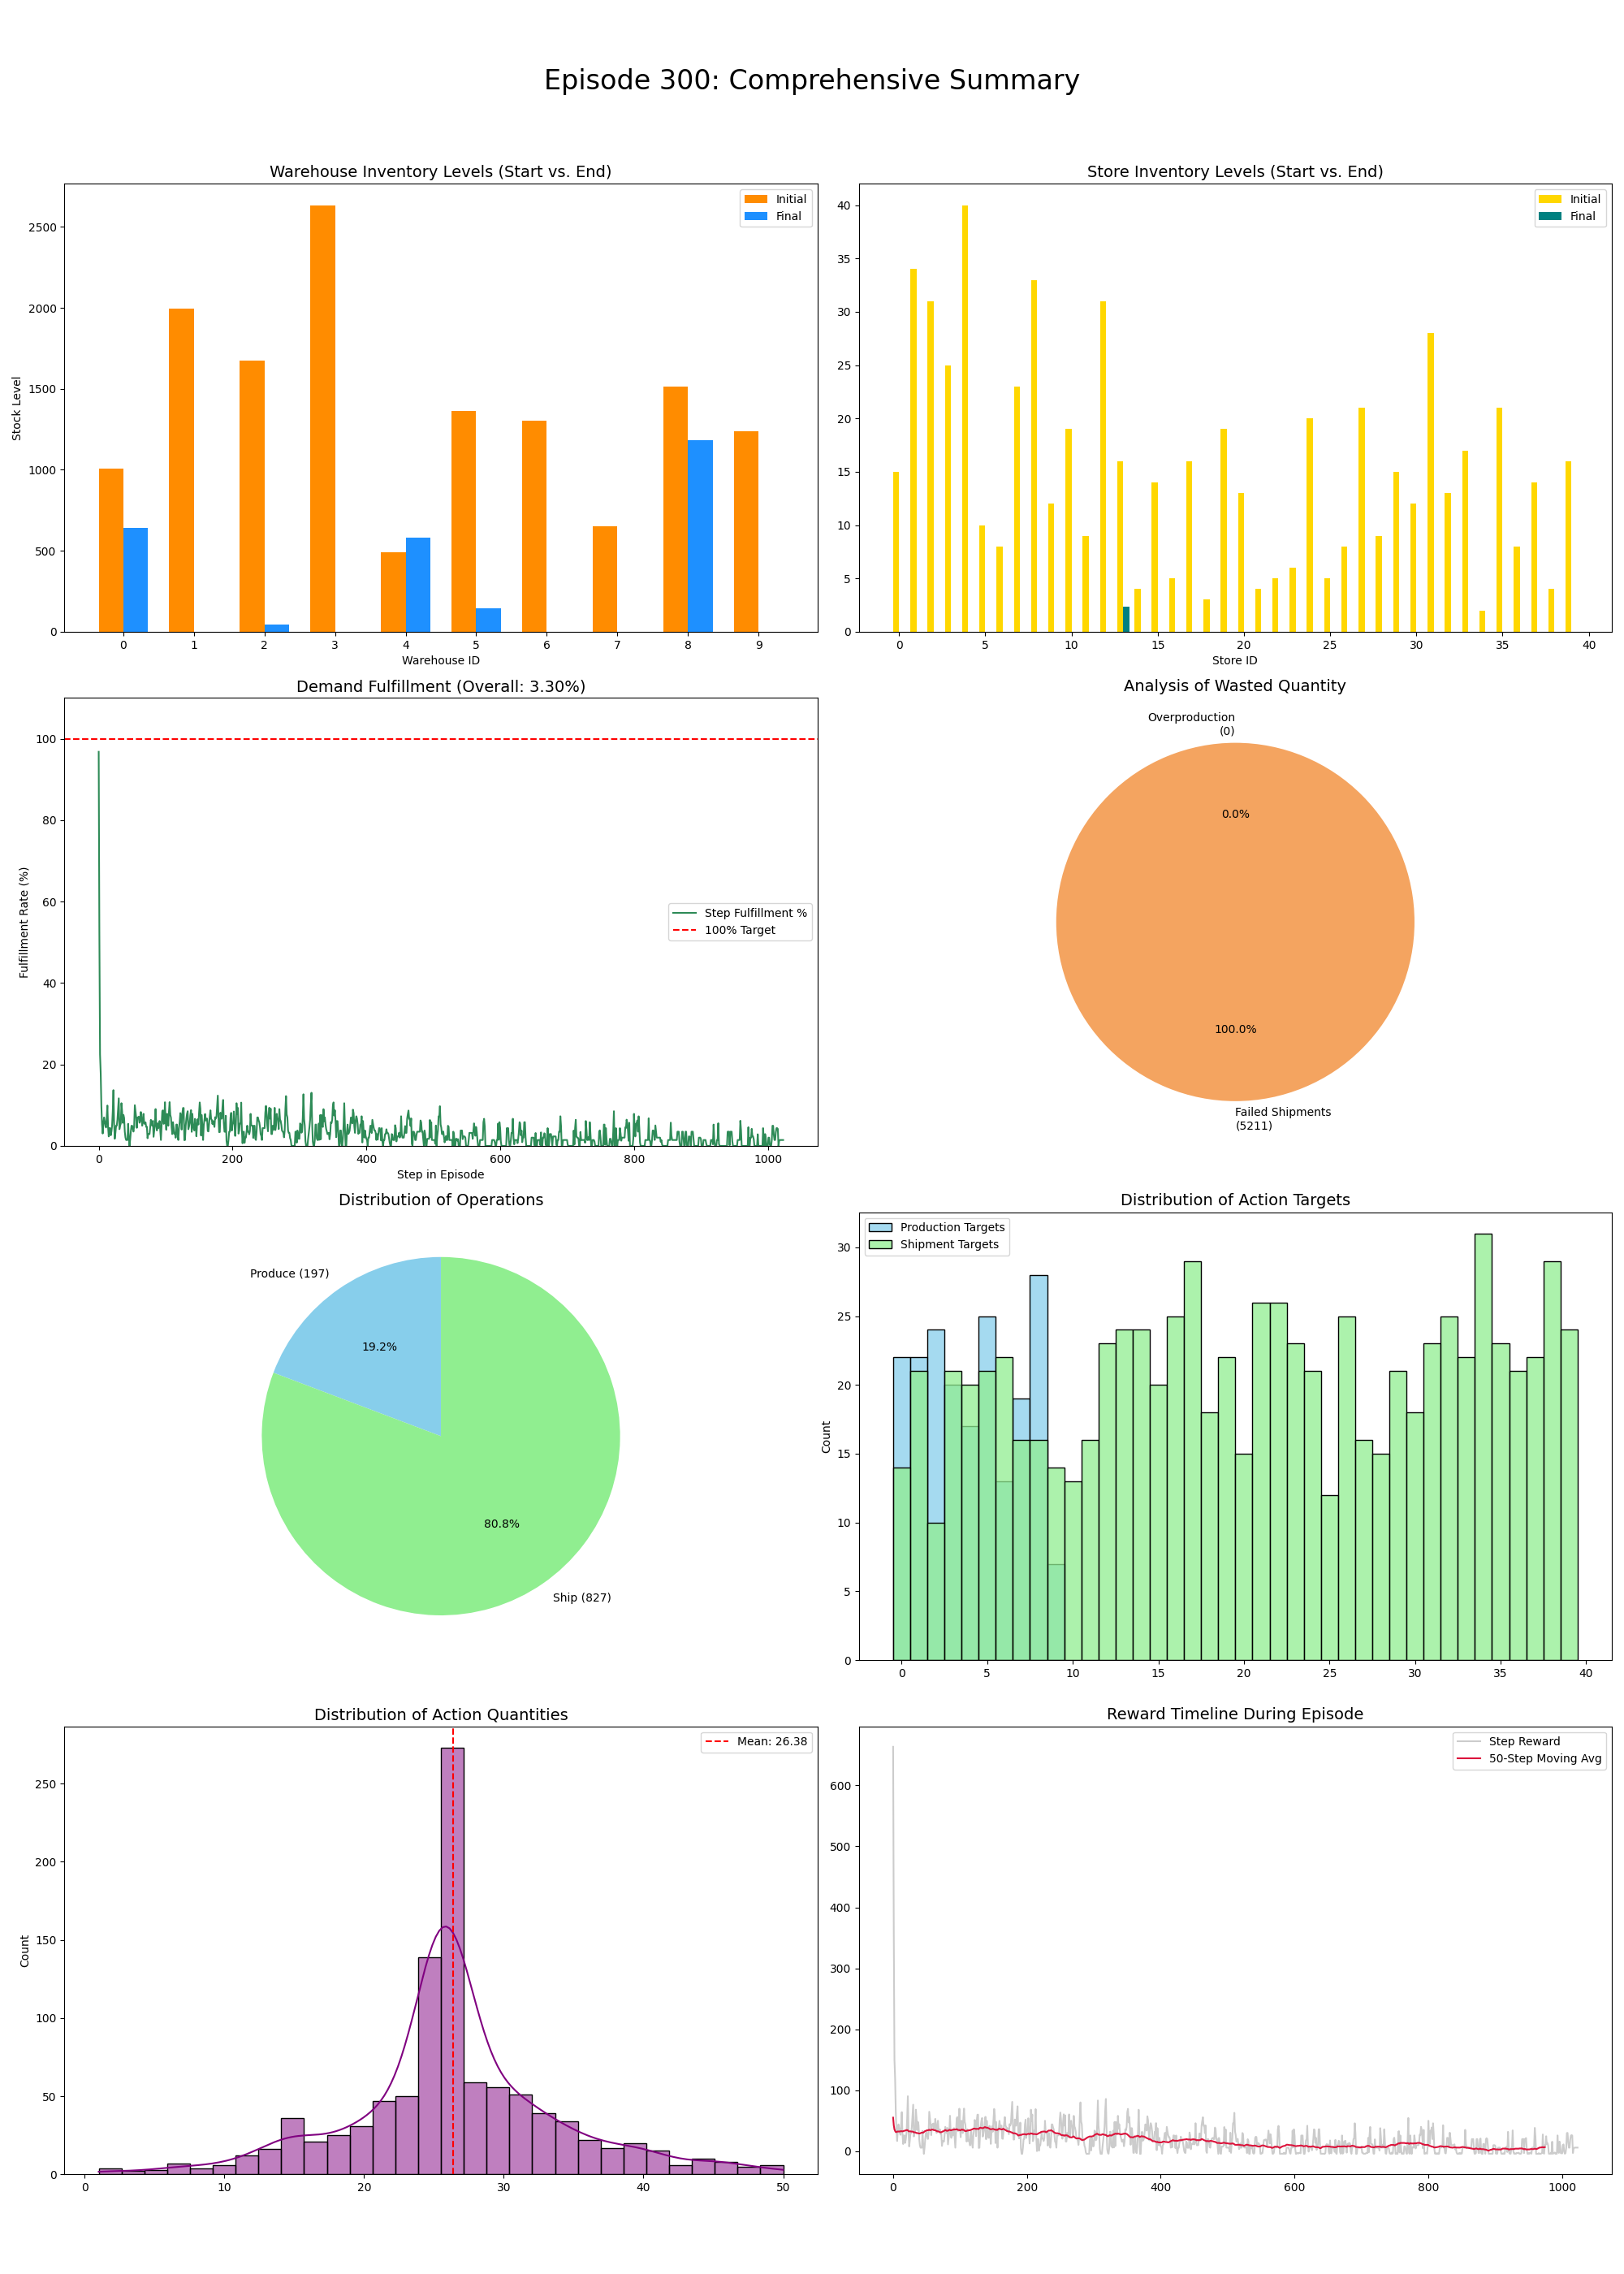 Episode 300: Comprehensive Summary
Warehouse Inventory Levels (Start vs. End)
Stock Level
2500
2000
1500
1000
500
0
Initial
Final
0 1 2 3 4 5 6 7 8 9
Warehouse ID
Store Inventory Levels (Start vs. End)
40
35
30
25
20
15
10
5
0
Initial
Final
0 5 10 15 20 25 30 35 40
Store ID
Demand Fulfillment (Overall: 3.30%)
Fulfillment Rate (%)
100
80
60
40
20
0
Step Fulfillment %
100% Target
0 200 400 600 800 1000
Step in Episode
Analysis of Wasted Quantity
Overproduction
(0)
0.0%
100.0%
Failed Shipments
(5211)
Distribution of Operations
Produce (197)
19.2%
80.8%
Ship (827)
Distribution of Action Targets
Production Targets
Shipment Targets
Count
30
25
20
15
10
5
0
0 5 10 15 20 25 30 35 40
Distribution of Action Quantities
Mean: 26.38
Count
250
200
150
100
50
0
0 10 20 30 40 50
Reward Timeline During Episode
Step Reward
50-Step Moving Avg
600
500
400
300
200
100
0
0 200 400 600 800 1000